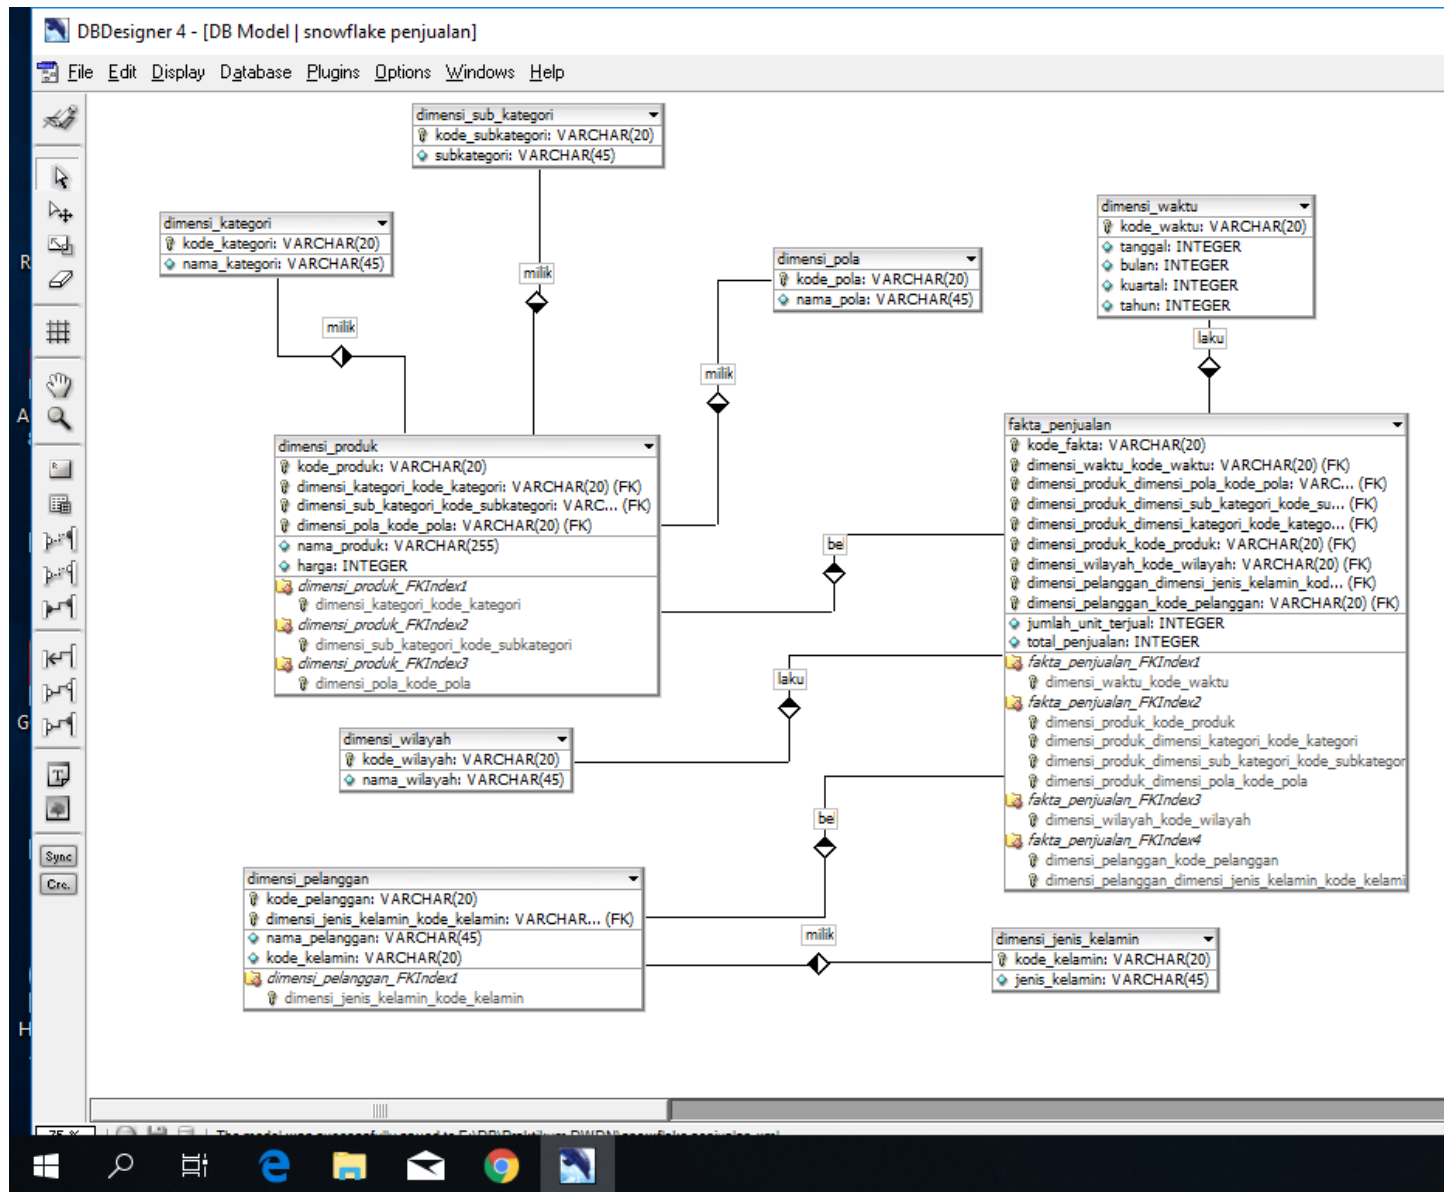 DBDesigner 4 - [DB Model | snowflake penjualan]
File Edit Display Database Plugins Options Windows Help
dimensi_sub_kategori
kode_subkategori: VARCHAR(20)
subkategori: VARCHAR(45)
dimensi_kategori
kode_kategori: VARCHAR(20)
nama_kategori: VARCHAR(45)
dimensi_pola
kode_pola: VARCHAR(20)
nama_pola: VARCHAR(45)
dimensi_waktu
kode_waktu: VARCHAR(20)
tanggal: INTEGER
bulan: INTEGER
kuartal: INTEGER
tahun: INTEGER
milik
milik
milik
laku
dimensi_produk
kode_produk: VARCHAR(20)
dimensi_kategori_kode_kategori: VARCHAR(20) (FK)
dimensi_sub_kategori_kode_subkategori: VARC... (FK)
dimensi_pola_kode_pola: VARCHAR(20) (FK)
nama_produk: VARCHAR(255)
harga: INTEGER
dimensi_produk_FKIndex1
dimensi_kategori_kode_kategori
dimensi_produk_FKIndex2
dimensi_sub_kategori_kode_subkategori
dimensi_produk_FKIndex3
dimensi_pola_kode_pola
fakta_penjualan
kode_fakta: VARCHAR(20)
dimensi_waktu_kode_waktu: VARCHAR(20) (FK)
dimensi_produk_dimensi_pola_kode_pola: VARC... (FK)
dimensi_produk_dimensi_sub_kategori_kode_su... (FK)
dimensi_produk_dimensi_kategori_kode_katego... (FK)
dimensi_produk_kode_produk: VARCHAR(20) (FK)
dimensi_wilayah_kode_wilayah: VARCHAR(20) (FK)
dimensi_pelanggan_dimensi_jenis_kelamin_kod... (FK)
dimensi_pelanggan_kode_pelanggan: VARCHAR(20) (FK)
jumlah_unit_terjual: INTEGER
total_penjualan: INTEGER
fakta_penjualan_FKIndex1
dimensi_waktu_kode_waktu
fakta_penjualan_FKIndex2
dimensi_produk_kode_produk
dimensi_produk_dimensi_kategori_kode_kategori
dimensi_produk_dimensi_sub_kategori_kode_subkategor
dimensi_produk_dimensi_pola_kode_pola
fakta_penjualan_FKIndex3
dimensi_wilayah_kode_wilayah
fakta_penjualan_FKIndex4
dimensi_pelanggan_kode_pelanggan
dimensi_pelanggan_dimensi_jenis_kelamin_kode_kelami
be
laku
dimensi_wilayah
kode_wilayah: VARCHAR(20)
nama_wilayah: VARCHAR(45)
be
dimensi_pelanggan
kode_pelanggan: VARCHAR(20)
dimensi_jenis_kelamin_kode_kelamin: VARCHAR... (FK)
nama_pelanggan: VARCHAR(45)
kode_kelamin: VARCHAR(20)
dimensi_pelanggan_FKIndex1
dimensi_jenis_kelamin_kode_kelamin
milik
dimensi_jenis_kelamin
kode_kelamin: VARCHAR(20)
jenis_kelamin: VARCHAR(45)
Sync
Cre.
R
A
G
H